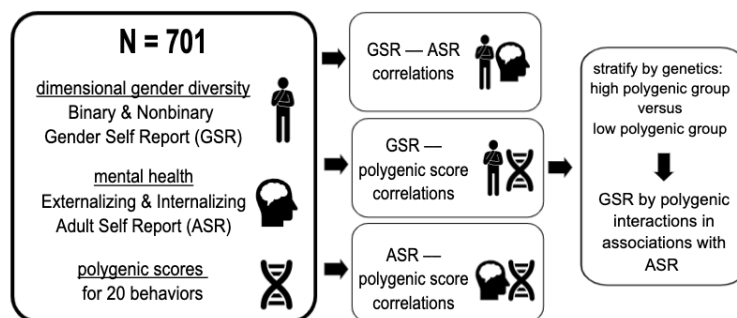 N = 701
dimensional gender diversity
Binary & Nonbinary
Gender Self Report (GSR)
mental health
Externalizing & Internalizing
Adult Self Report (ASR)
polygenic scores
for 20 behaviors
GSR — ASR
correlations
GSR —
polygenic score
correlations
ASR —
polygenic score
correlations
stratify by genetics:
high polygenic group
versus
low polygenic group
GSR by polygenic
interactions in
associations with
ASR